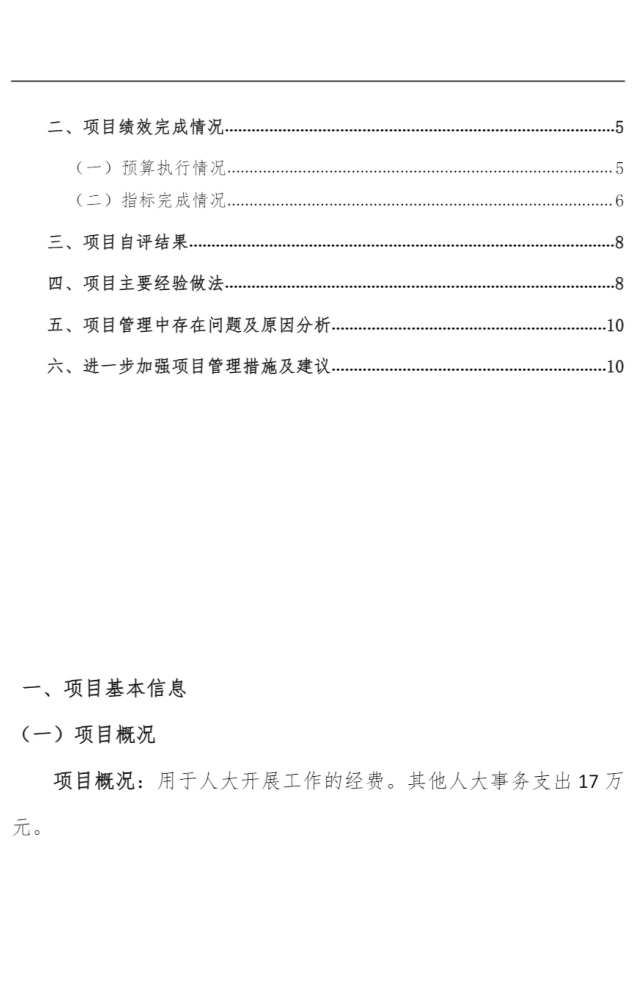 二、项目绩效完成情况........................................................................................5
（一）预算执行情况........................................................................................5
（二）指标完成情况........................................................................................6
三、项目自评结果................................................................................................8
四、项目主要经验做法........................................................................................8
五、项目管理中存在问题及原因分析..............................................................10
六、进一步加强项目管理措施及建议..............................................................10
一、项目基本信息
（一）项目概况
项目概况：用于人大开展工作的经费。其他人大事务支出 17 万
元。